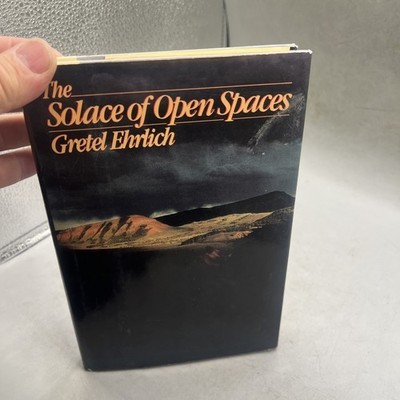 The
Solace of Open Spaces
Gretel Ehrlich